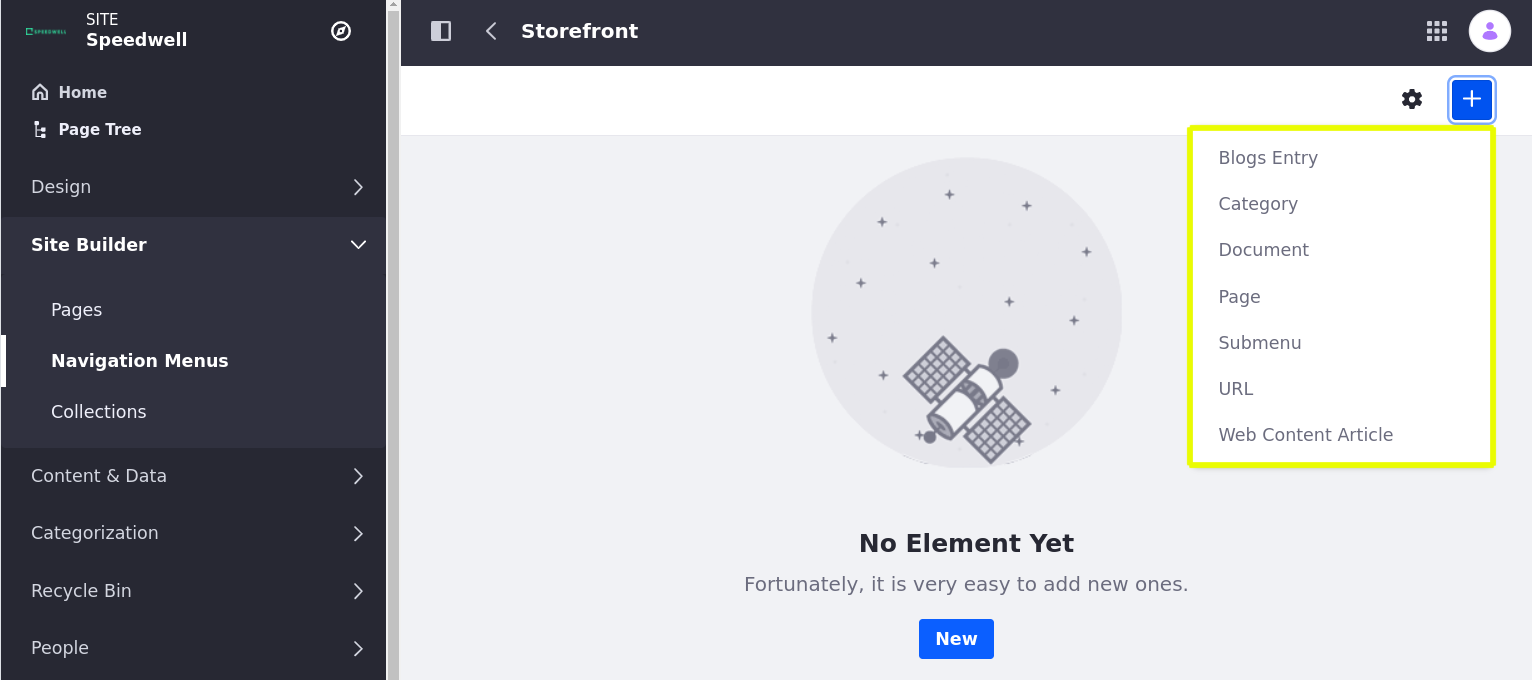 SPEEDWELL
SITE
Speedwell
Home
Page Tree
Design
Site Builder
Pages
Navigation Menus
Collections
Content & Data
Categorization
Recycle Bin
People
Storefront
Blogs Entry
Category
Document
Page
Submenu
URL
Web Content Article
No Element Yet
Fortunately, it is very easy to add new ones.
New